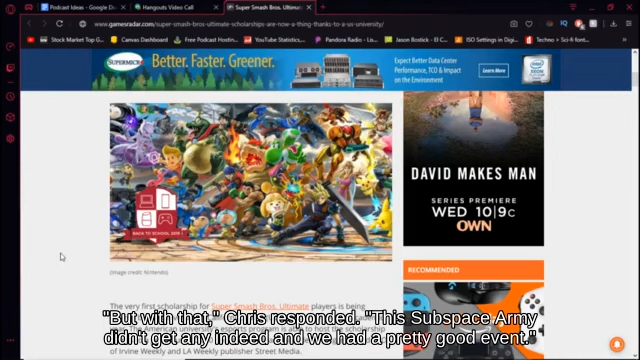 Podcast Ideas - Google D
Hangouts Video Call
Super Smash Bros. Ultimate
www.gamesradar.com/super-smash-bros-ultimate-scholarships-are-now-a-thing-thanks-to-a-us-university/
Stock Market Top G
Canvas Dashboard
Free Podcast Hosting
YouTube Statistics,
Pandora Radio - Lis
Jason Bostick - El C
ISO Settings in Digit
Techno > Sci-fi font
SUPERMICRO
Better. Faster. Greener.
Expect Better Data Center
Performance, TCO & Impact
on the Environment
Learn More
BACK TO SCHOOL 2019
DAVID MAKES MAN
SERIES PREMIERE
WED 10|9c
OWN
(Image credit: Nintendo)
RECOMMENDED
The very first scholarship for Super Smash Bros. Ultimate players is being
"But with that," Chris responded. "This Subspace Army
didn't get any indeed and we had a pretty good event."
of Irvine Weekly and LA Weekly publisher Street Media.